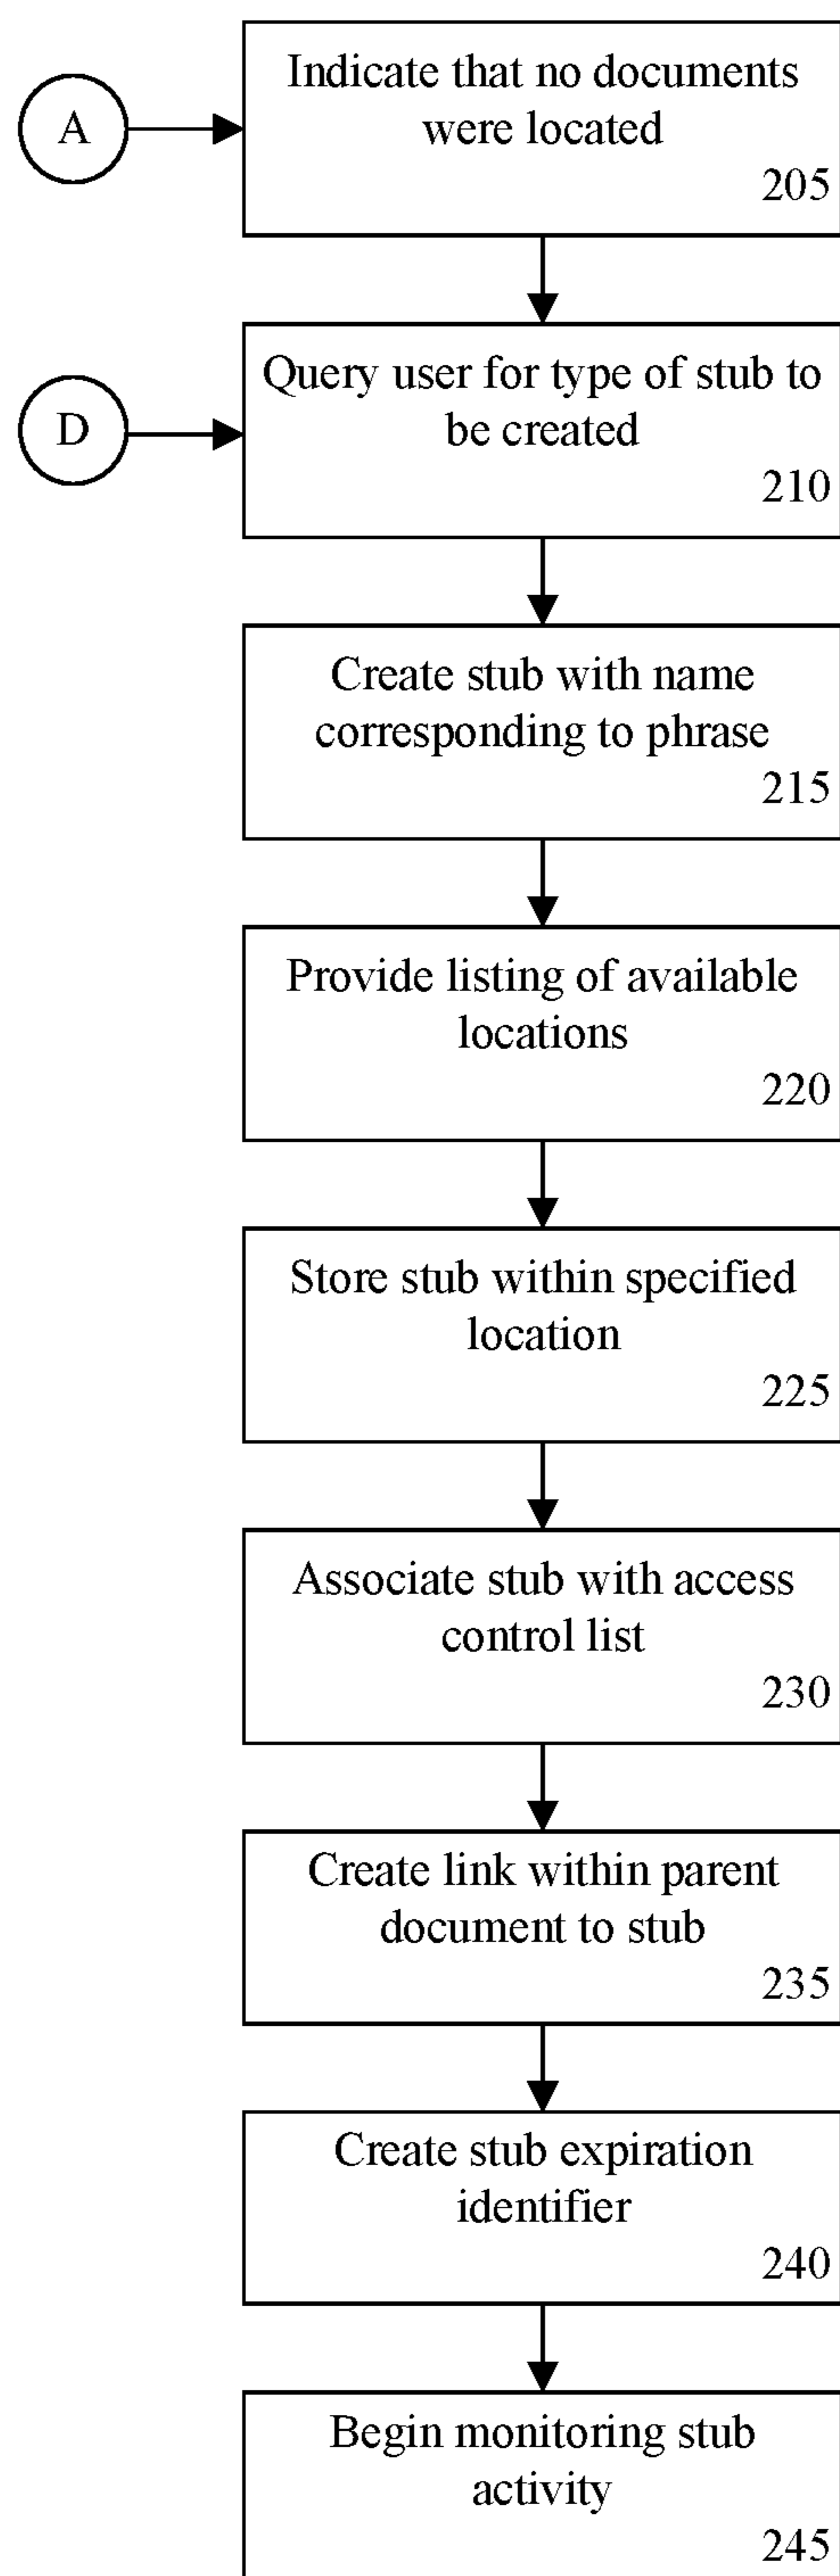 A
Indicate that no documents
were located
205
D
Query user for type of stub to
be created
210
Create stub with name
corresponding to phrase
215
Provide listing of available
locations
220
Store stub within specified
location
225
Associate stub with access
control list
230
Create link within parent
document to stub
235
Create stub expiration
identifier
240
Begin monitoring stub
activity
245